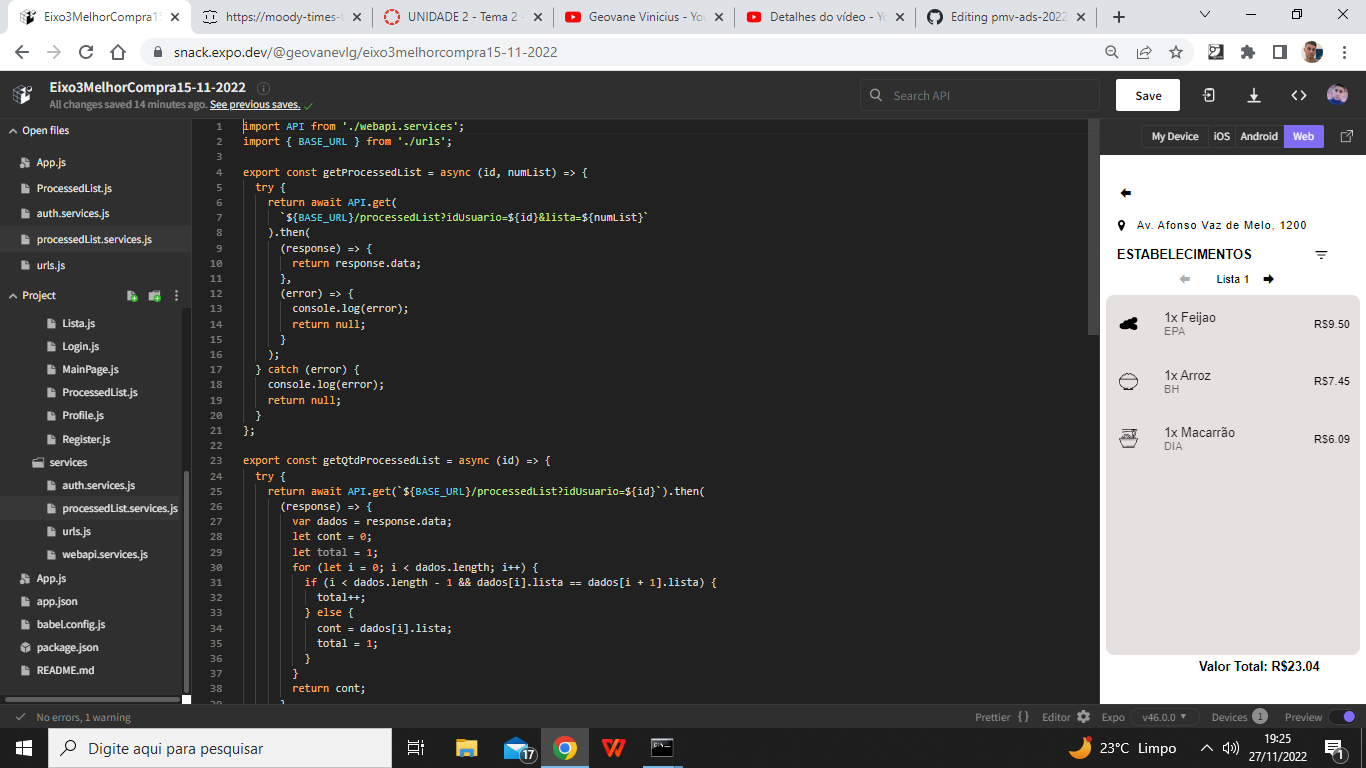 Eixo3MelhorCompra15
https://moody-times-t
UNIDADE 2 - Tema 2 -
Geovane Vinicius - You
Detalhes do vídeo - Yo
Editing pmv-ads-2022
snack.expo.dev/@geovanevlg/eixo3melhorcompra15-11-2022
Eixo3MelhorCompra15-11-2022
All changes saved 14 minutes ago. See previous saves.
Search API
Save
Open files
App.js
ProcessedList.js
auth.services.js
processedList.services.js
urls.js
Project
Lista.js
Login.js
MainPage.js
ProcessedList.js
Profile.js
Register.js
services
auth.services.js
processedList.services.js
urls.js
webapi.services.js
App.js
app.json
babel.config.js
package.json
README.md
1 import API from './webapi.services';
2 import { BASE_URL } from './urls';
3
4 export const getProcessedList = async (id, numList) => {
5 try {
6 return await API.get(
7 `${BASE_URL}/processedList?idUsuario=${id}&lista=${numList}`
8 ).then(
9 (response) => {
10 return response.data;
11 },
12 (error) => {
13 console.log(error);
14 return null;
15 }
16 );
17 } catch (error) {
18 console.log(error);
19 return null;
20 }
21 };
22
23 export const getQtdProcessedList = async (id) => {
24 try {
25 return await API.get(`${BASE_URL}/processedList?idUsuario=${id}`).then(
26 (response) => {
27 var dados = response.data;
28 let cont = 0;
29 let total = 1;
30 for (let i = 0; i < dados.length; i++) {
31 if (i < dados.length - 1 && dados[i].lista == dados[i + 1].lista) {
32 total++;
33 } else {
34 cont = dados[i].lista;
35 total = 1;
36 }
37 }
38 return cont;
My Device
iOS
Android
Web
Av. Afonso Vaz de Melo, 1200
ESTABELECIMENTOS
Lista 1
1x Feijao
EPA
R$9.50
1x Arroz
BH
R$7.45
1x Macarrão
DIA
R$6.09
Valor Total: R$23.04
No errors, 1 warning
Prettier {}
Editor
Expo
v46.0.0
Devices 1
Preview
Digite aqui para pesquisar
17
23°C Limpo
19:25
27/11/2022
1